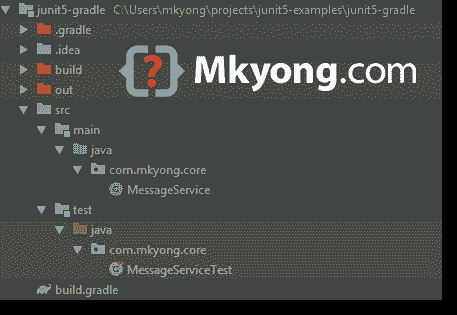 junit5-gradle C:\Users\mkyong\projects\junit5-examples\junit5-gradle
.gradle
.idea
build
out
src
main
java
com.mkyong.core
MessageService
test
java
com.mkyong.core
MessageServiceTest
build.gradle
{?} Mkyong.com